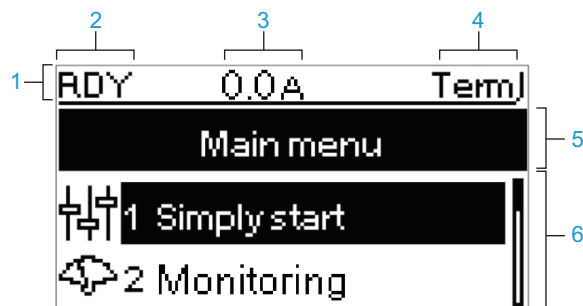 2 3 4
1 RDY 0.0A Term
Main menu 5
1 Simply start
6
2 Monitoring